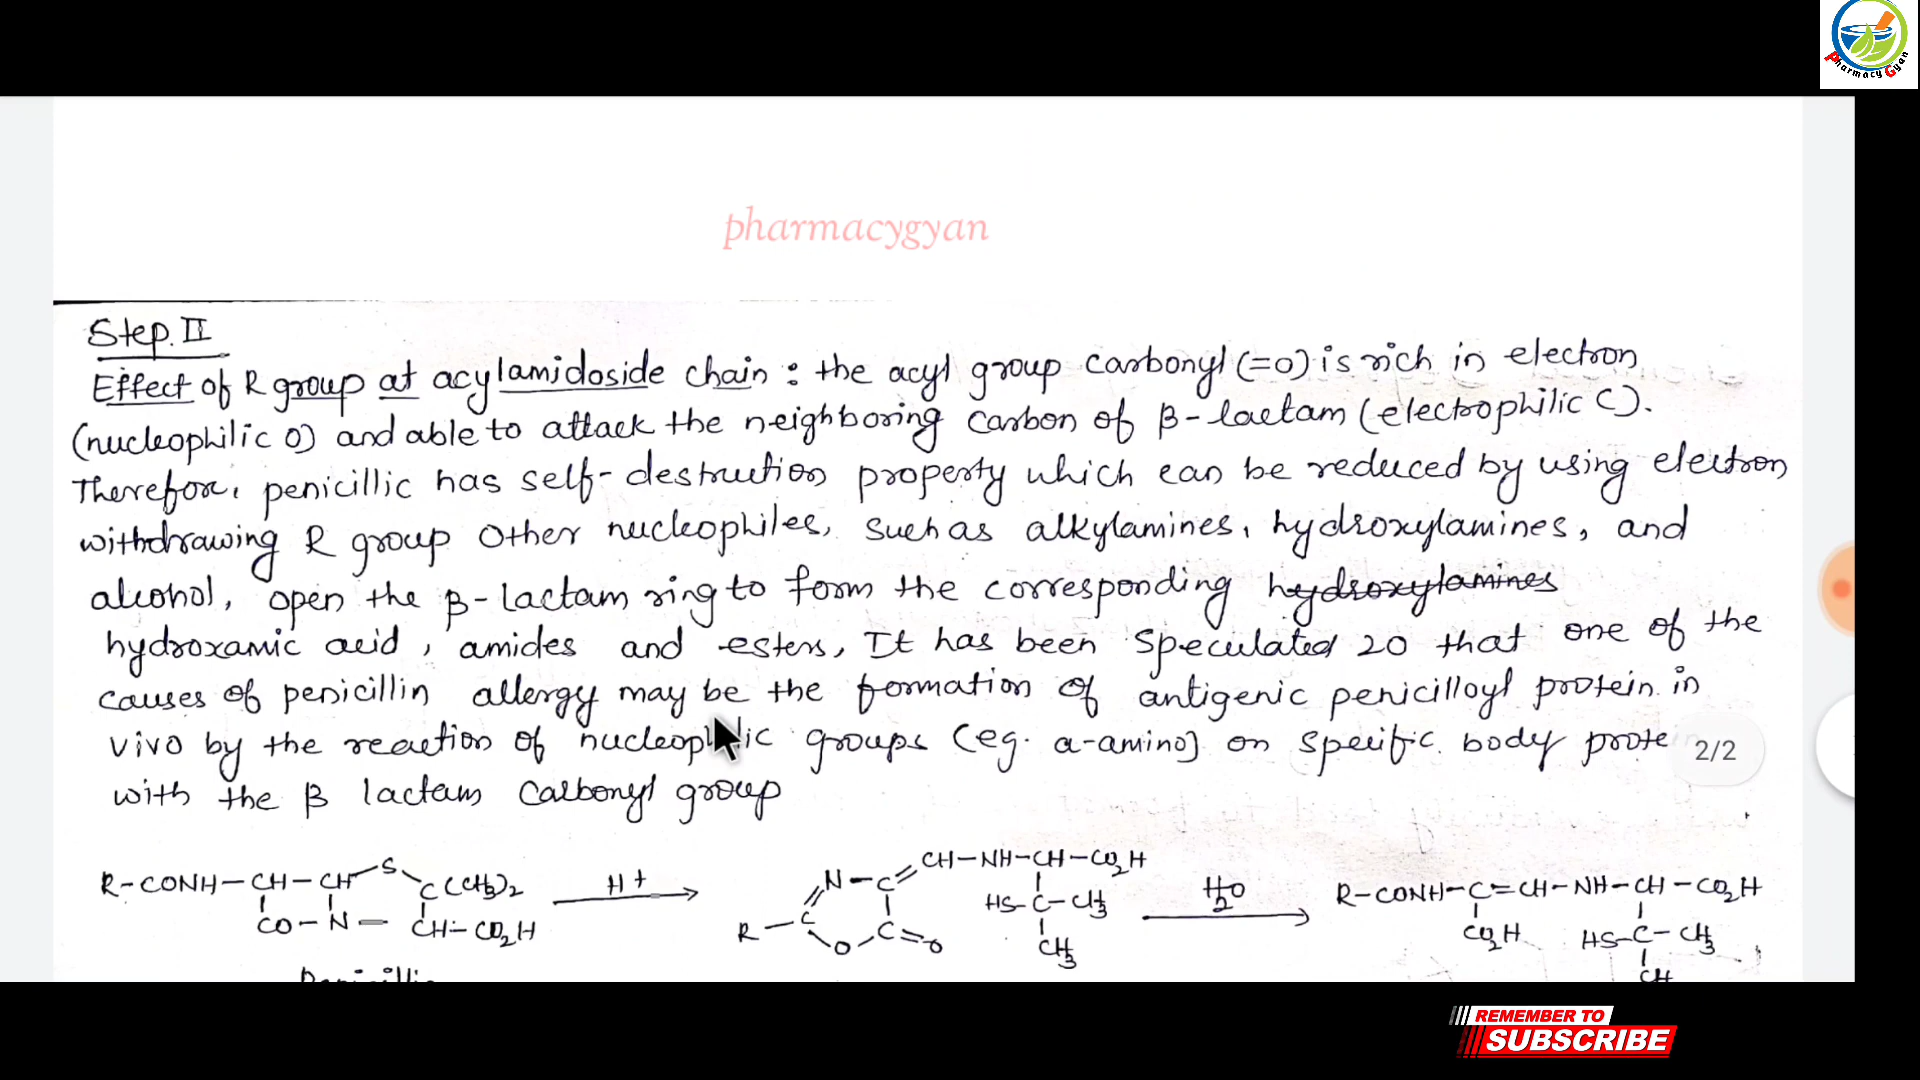 Pharmacy Gyan
pharmacygyan
Step. II
Effect of R group at acylamidoside chain : the acyl group carbonyl (=O) is rich in electron
(nucleophilic O) and able to attack the neighboring carbon of β-lactam (electrophilic C).
Therefore, penicillic has self-destruction property which can be reduced by using electron
withdrawing R group Other nucleophiles, such as alkylamines, hydroxylamines, and
alcohol, open the β-lactam ring to form the corresponding hydroxylamines
hydroxamic acid, amides and esters, It has been speculated 20 that one of the
causes of penicillin allergy may be the formation of antigenic penicilloyl protein in
vivo by the reaction of nucleophilic groups (eg. a-amino) on specific body prote
2/2
with the β lactam carbonyl group
R-CONH-CH-CH S C(CH3)2 H+ N-C=CH-NH-CH-CO2H H2O R-CONH-C=CH-NH-CH-CO2H
CO-N- CH-CO2H R-C O-C=O HS-C-CH3 CO2H HS-C-CH3
CH3 CH
REMEMBER TO
SUBSCRIBE